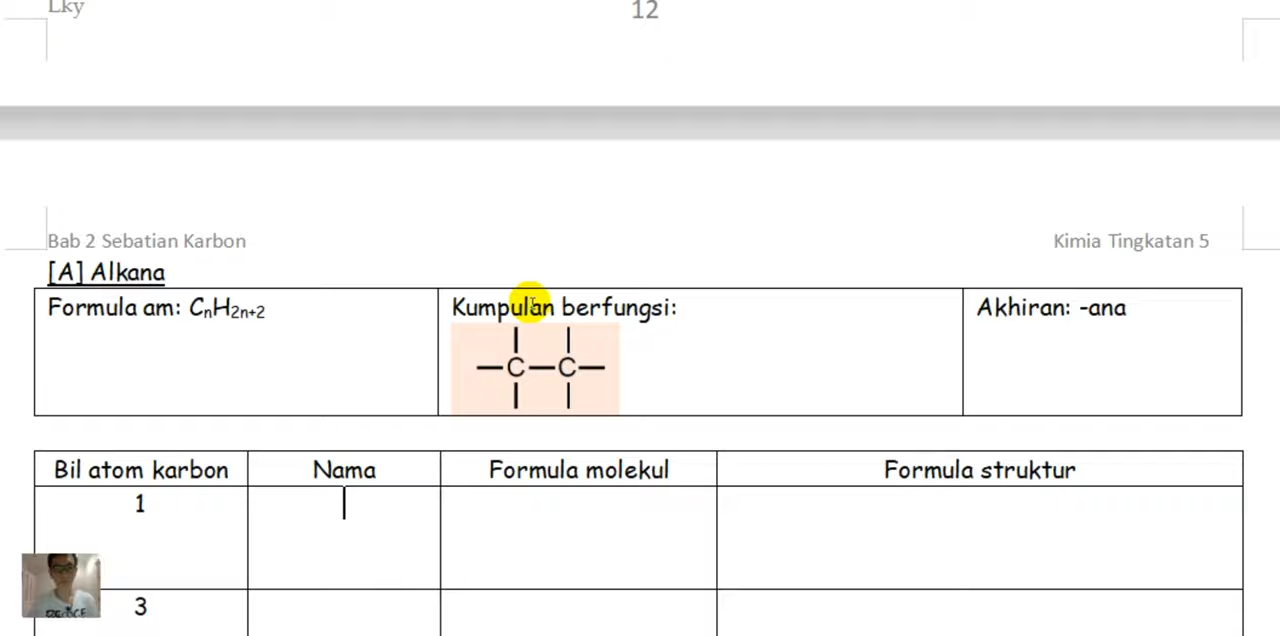 Lky
12
Bab 2 Sebatian Karbon
Kimia Tingkatan 5
[A] Alkana
Formula am: CnH2n+2
Kumpulan berfungsi:
Akhiran: -ana
C C
Bil atom karbon
Nama
Formula molekul
Formula struktur
1
3